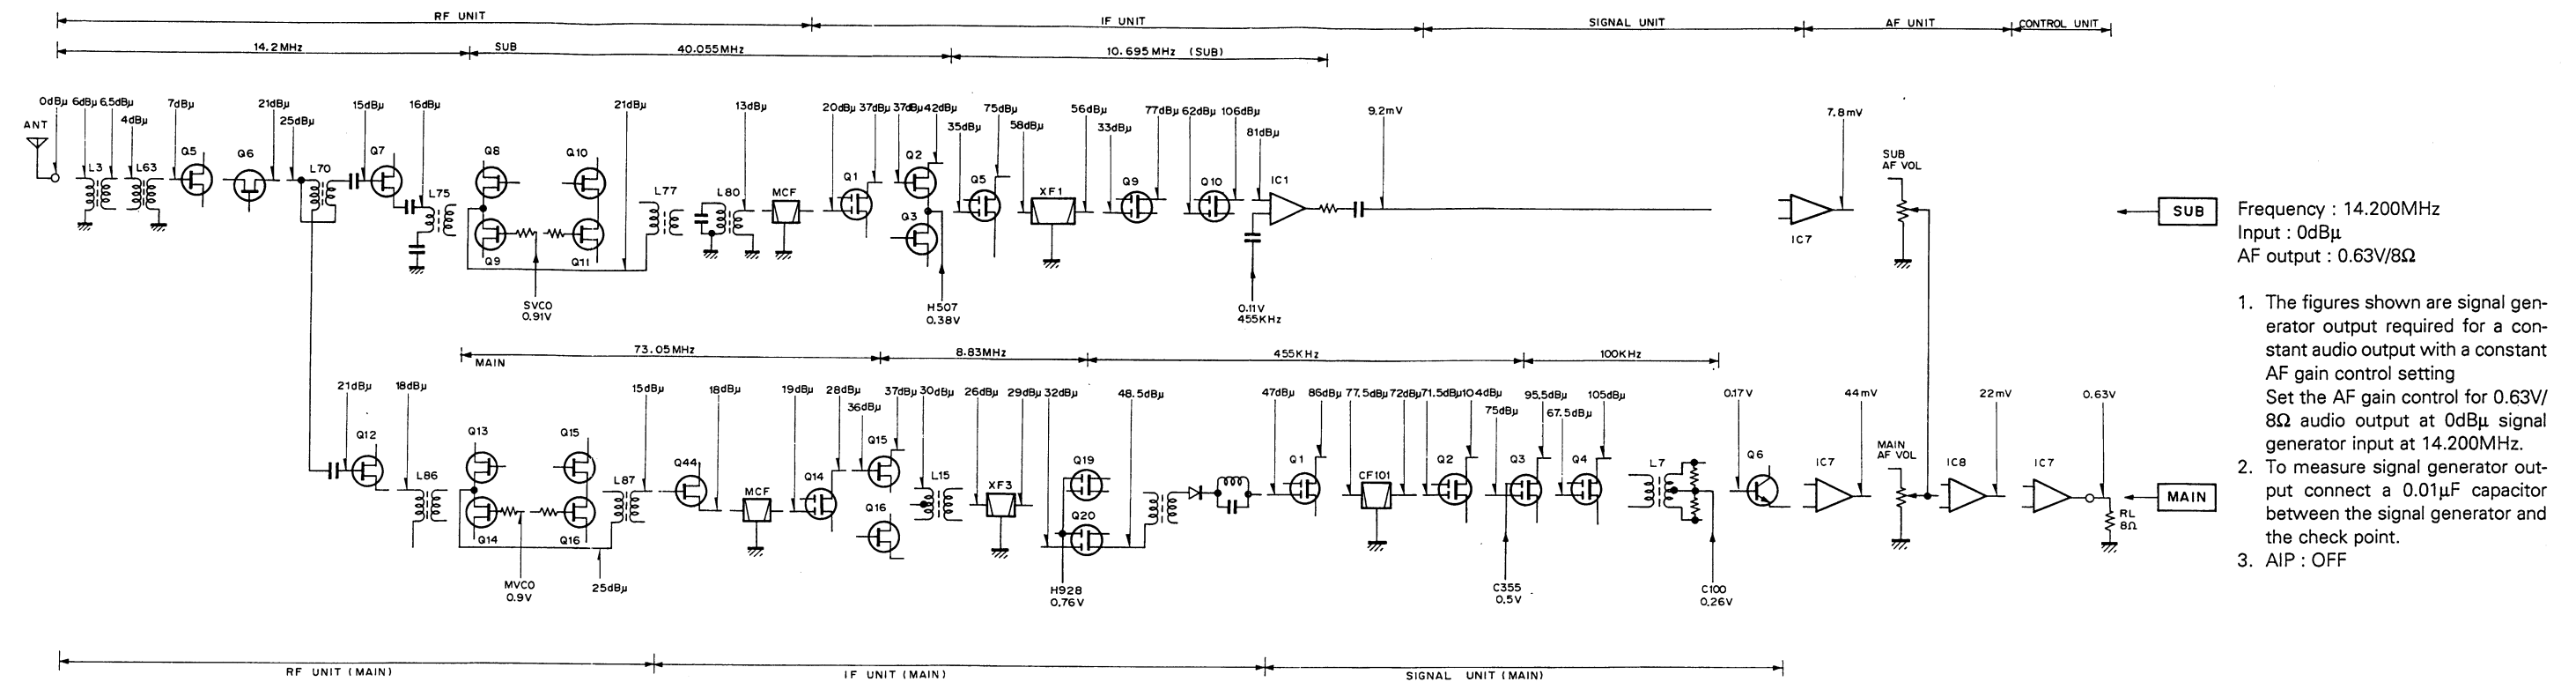 RF UNIT IF UNIT SIGNAL UNIT AF UNIT CONTROL UNIT
14.2MHz SUB 40.055MHz 10.695MHz (SUB)
0dBμ 6dBμ 6.5dBμ 7dBμ 21dBμ 15dBμ 16dBμ 21dBμ 13dBμ 20dBμ 37dBμ 37dBμ 42dBμ 75dBμ 56dBμ 77dBμ 62dBμ 106dBμ 9.2mV 7.8mV
4dBμ 25dBμ 35dBμ 58dBμ 33dBμ 81dBμ
ANT
L3 L63 Q5 Q6 L70 Q7 L75 Q8 Q10 L77 L80 MCF Q1 Q2 Q5 XF1 Q9 Q10 IC1
SUB
AF VOL
Q3
Q9 Q11 IC7
SUB
SVCO
0.91V
H507
0.38V
0.11V
455KHz
Frequency : 14.200MHz
Input : 0dBμ
AF output : 0.63V/8Ω
1. The figures shown are signal gen-
erator output required for a con-
stant audio output with a constant
AF gain control setting
Set the AF gain control for 0.63V/
8Ω audio output at 0dBμ signal
generator input at 14.200MHz.
2. To measure signal generator out-
put connect a 0.01μF capacitor
between the signal generator and
the check point.
3. AIP : OFF
73.05MHz 8.83MHz 455KHz 100KHz
MAIN
21dBμ 18dBμ 15dBμ 18dBμ 19dBμ 28dBμ 37dBμ 30dBμ 26dBμ 29dBμ 32dBμ 48.5dBμ 47dBμ 86dBμ 77.5dBμ 72dBμ 71.5dBμ 104dBμ 95.5dBμ 105dBμ 0.17V 44mV 22mV 0.63V
36dBμ 75dBμ 67.5dBμ
Q12 L86 Q13 Q15 L87 Q44 MCF Q14 Q15 L15 XF3 Q19 Q1 CF101 Q2 Q3 Q4 L7 Q6 IC7
MAIN
AF VOL
IC8 IC7
MAIN
Q14 Q16 Q16 Q20
RL
8Ω
MVCO
0.9V
25dBμ
H928
0.76V
C355
0.5V
C100
0.26V
RF UNIT (MAIN) IF UNIT (MAIN) SIGNAL UNIT (MAIN)